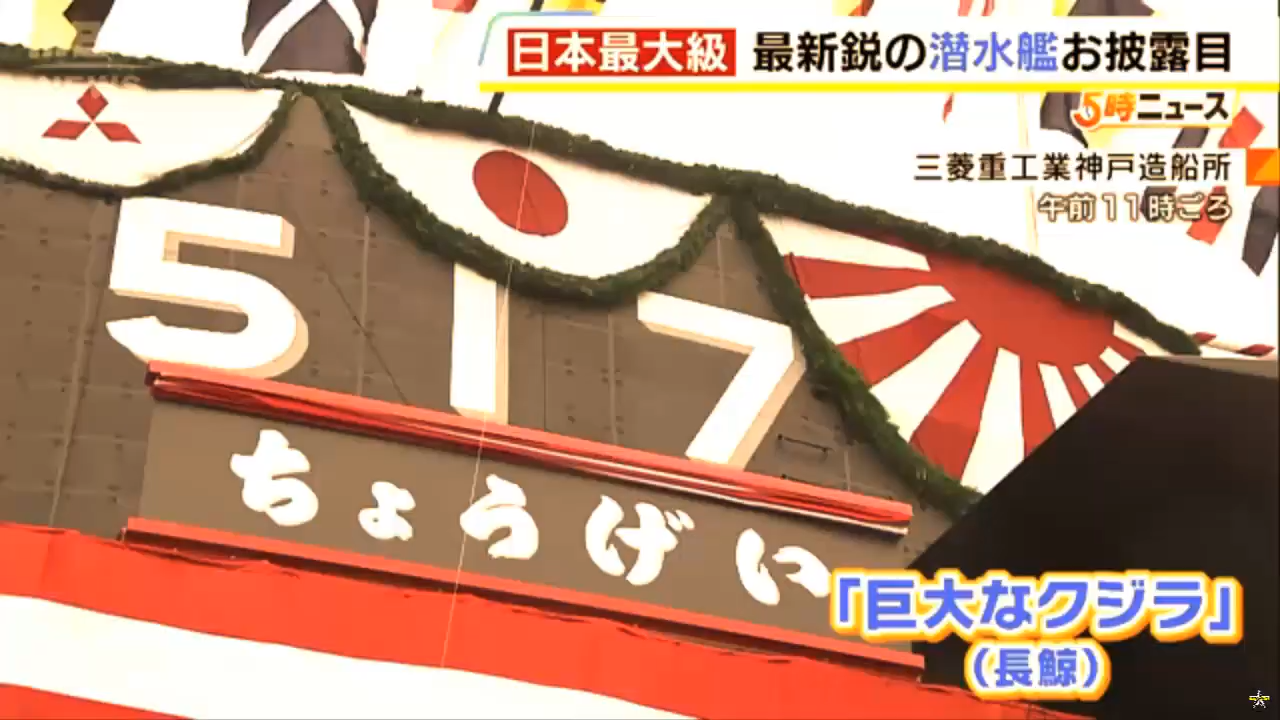 日本最大級 最新鋭の潜水艦お披露目
NEWS
5時ニュース
三菱重工業神戸造船所
午前11時ごろ
517
ちょうげい
「巨大なクジラ」
(長鯨)